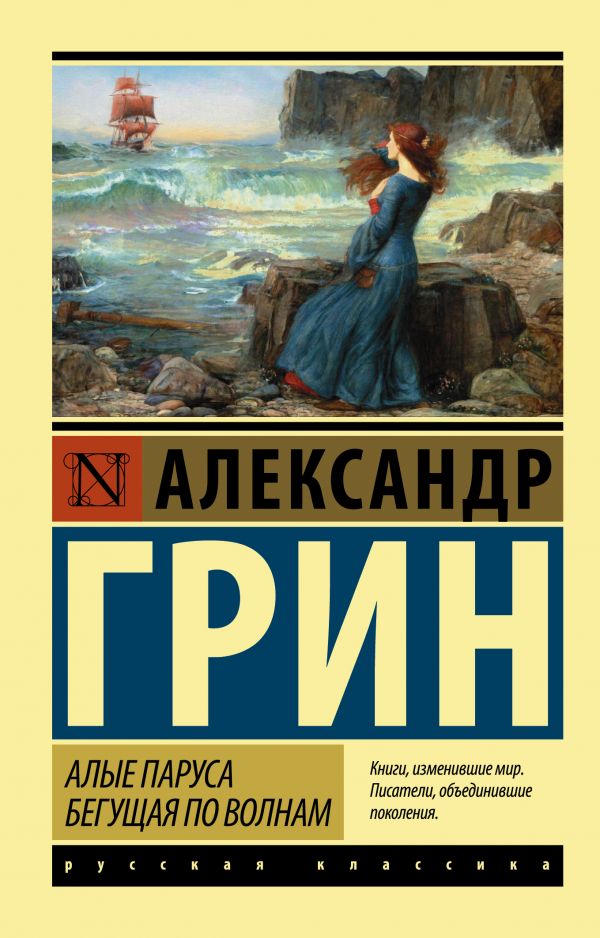 N
АЛЕКСАНДР
ГРИН
АЛЫЕ ПАРУСА
БЕГУЩАЯ ПО ВОЛНАМ
Книги, изменившие мир.
Писатели, объединившие
поколения.
русская классика